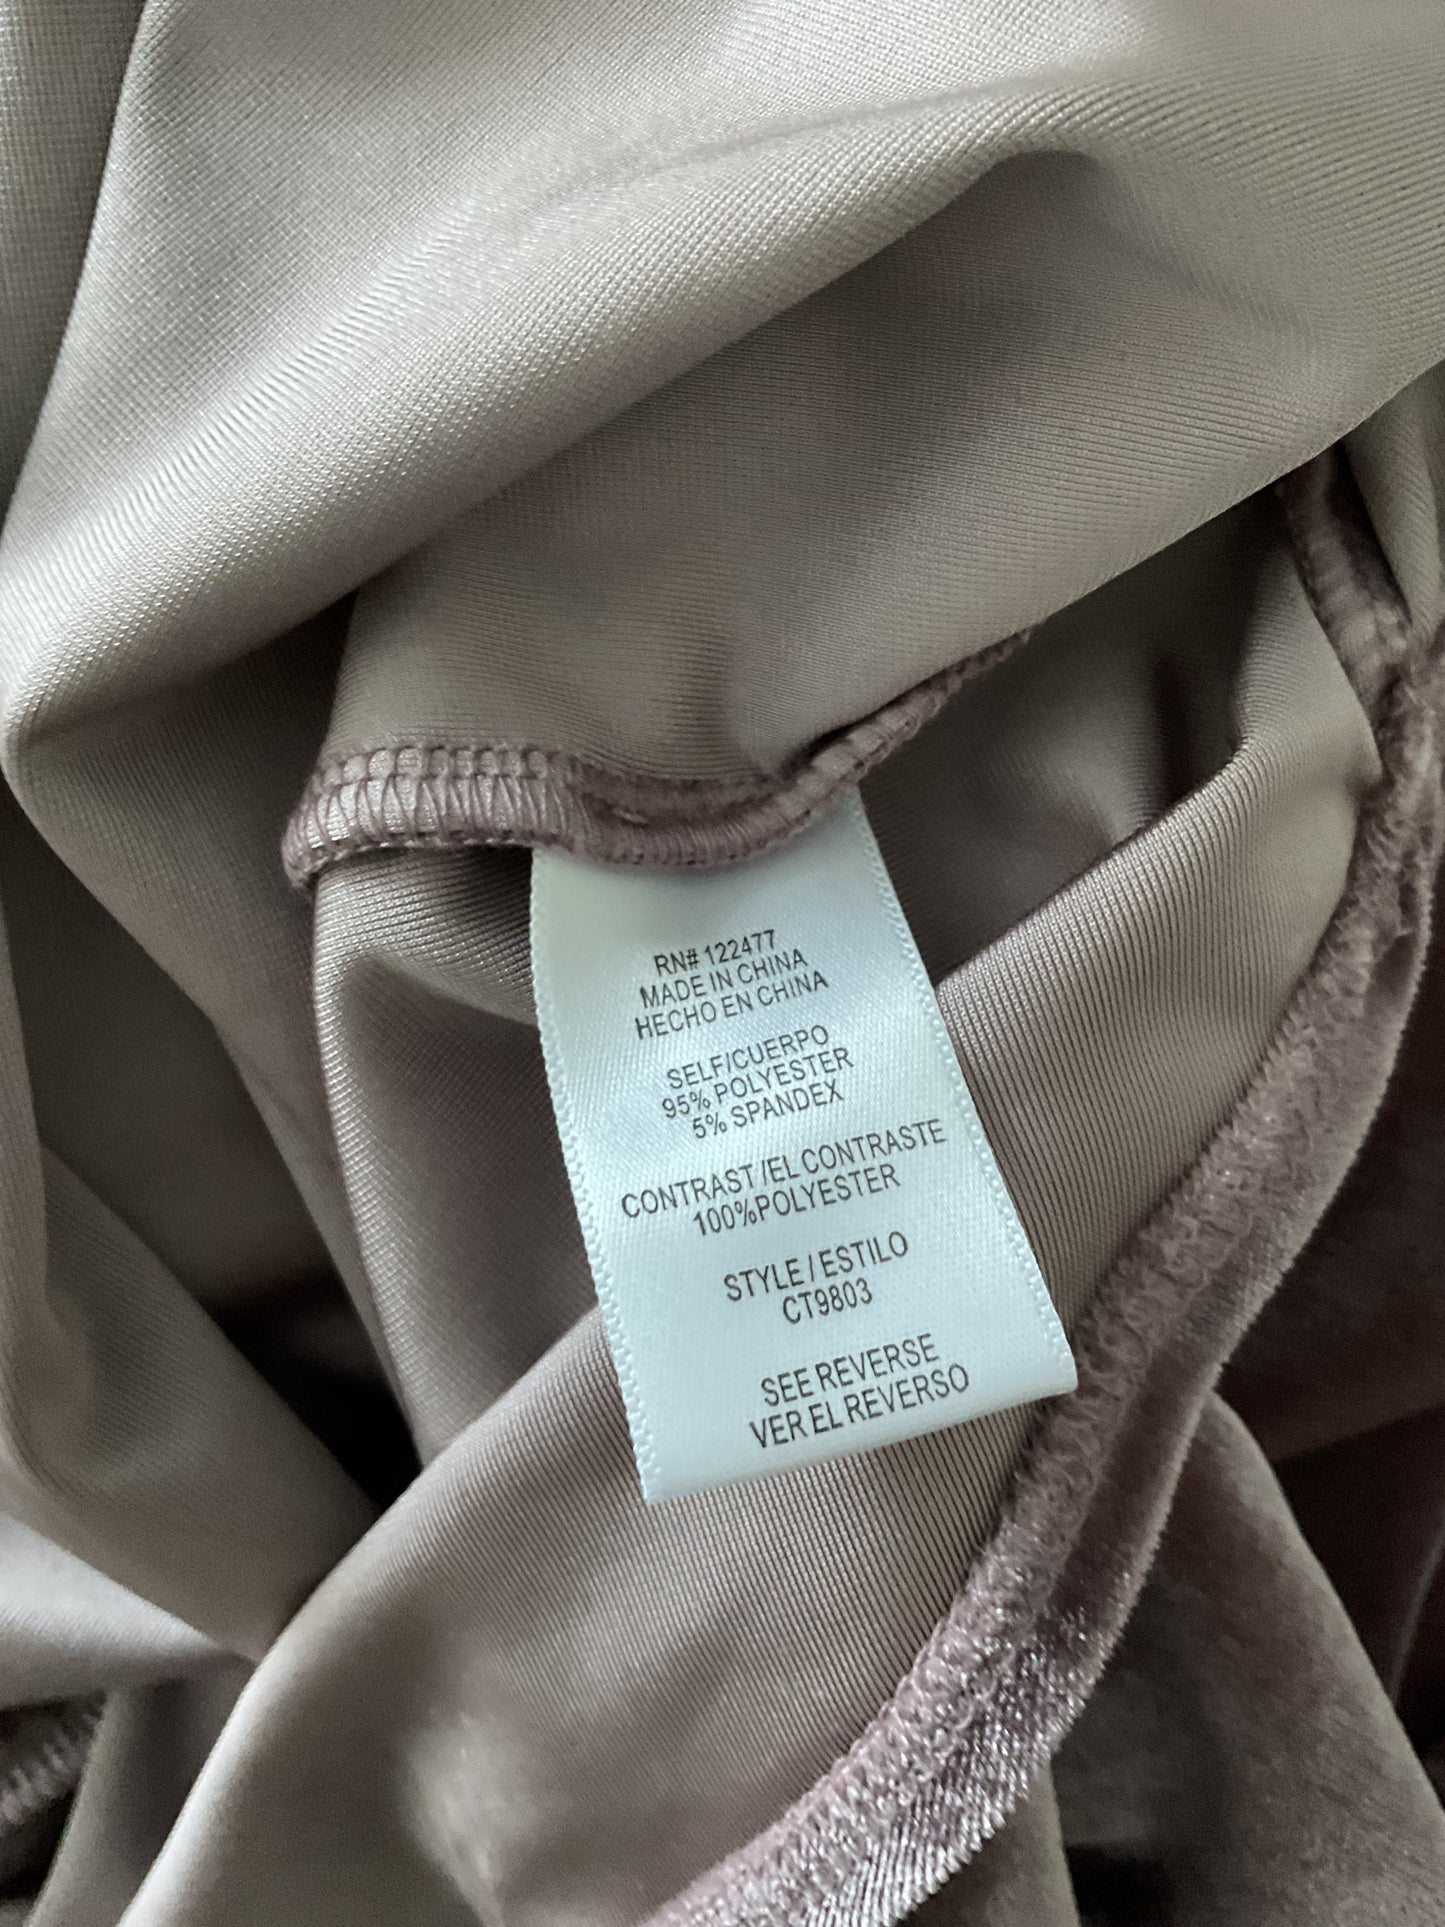 RN# 122477
MADE IN CHINA
HECHO EN CHINA
SELF/CUERPO
95% POLYESTER
5% SPANDEX
CONTRAST /EL CONTRASTE
100%POLYESTER
STYLE / ESTILO
CT9803
SEE REVERSE
VER EL REVERSO